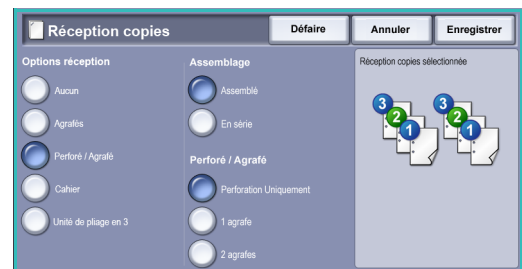 Réception copies
Défaire
Annuler
Enregistrer
Options réception
Aucun
Agrafés
Perforé / Agrafé
Cahier
Unité de pliage en 3
Assemblage
Assemblé
En série
Perforé / Agrafé
Perforation Uniquement
1 agrafe
2 agrafes
Réception copies sélectionnée
3 2 1
3 2 1